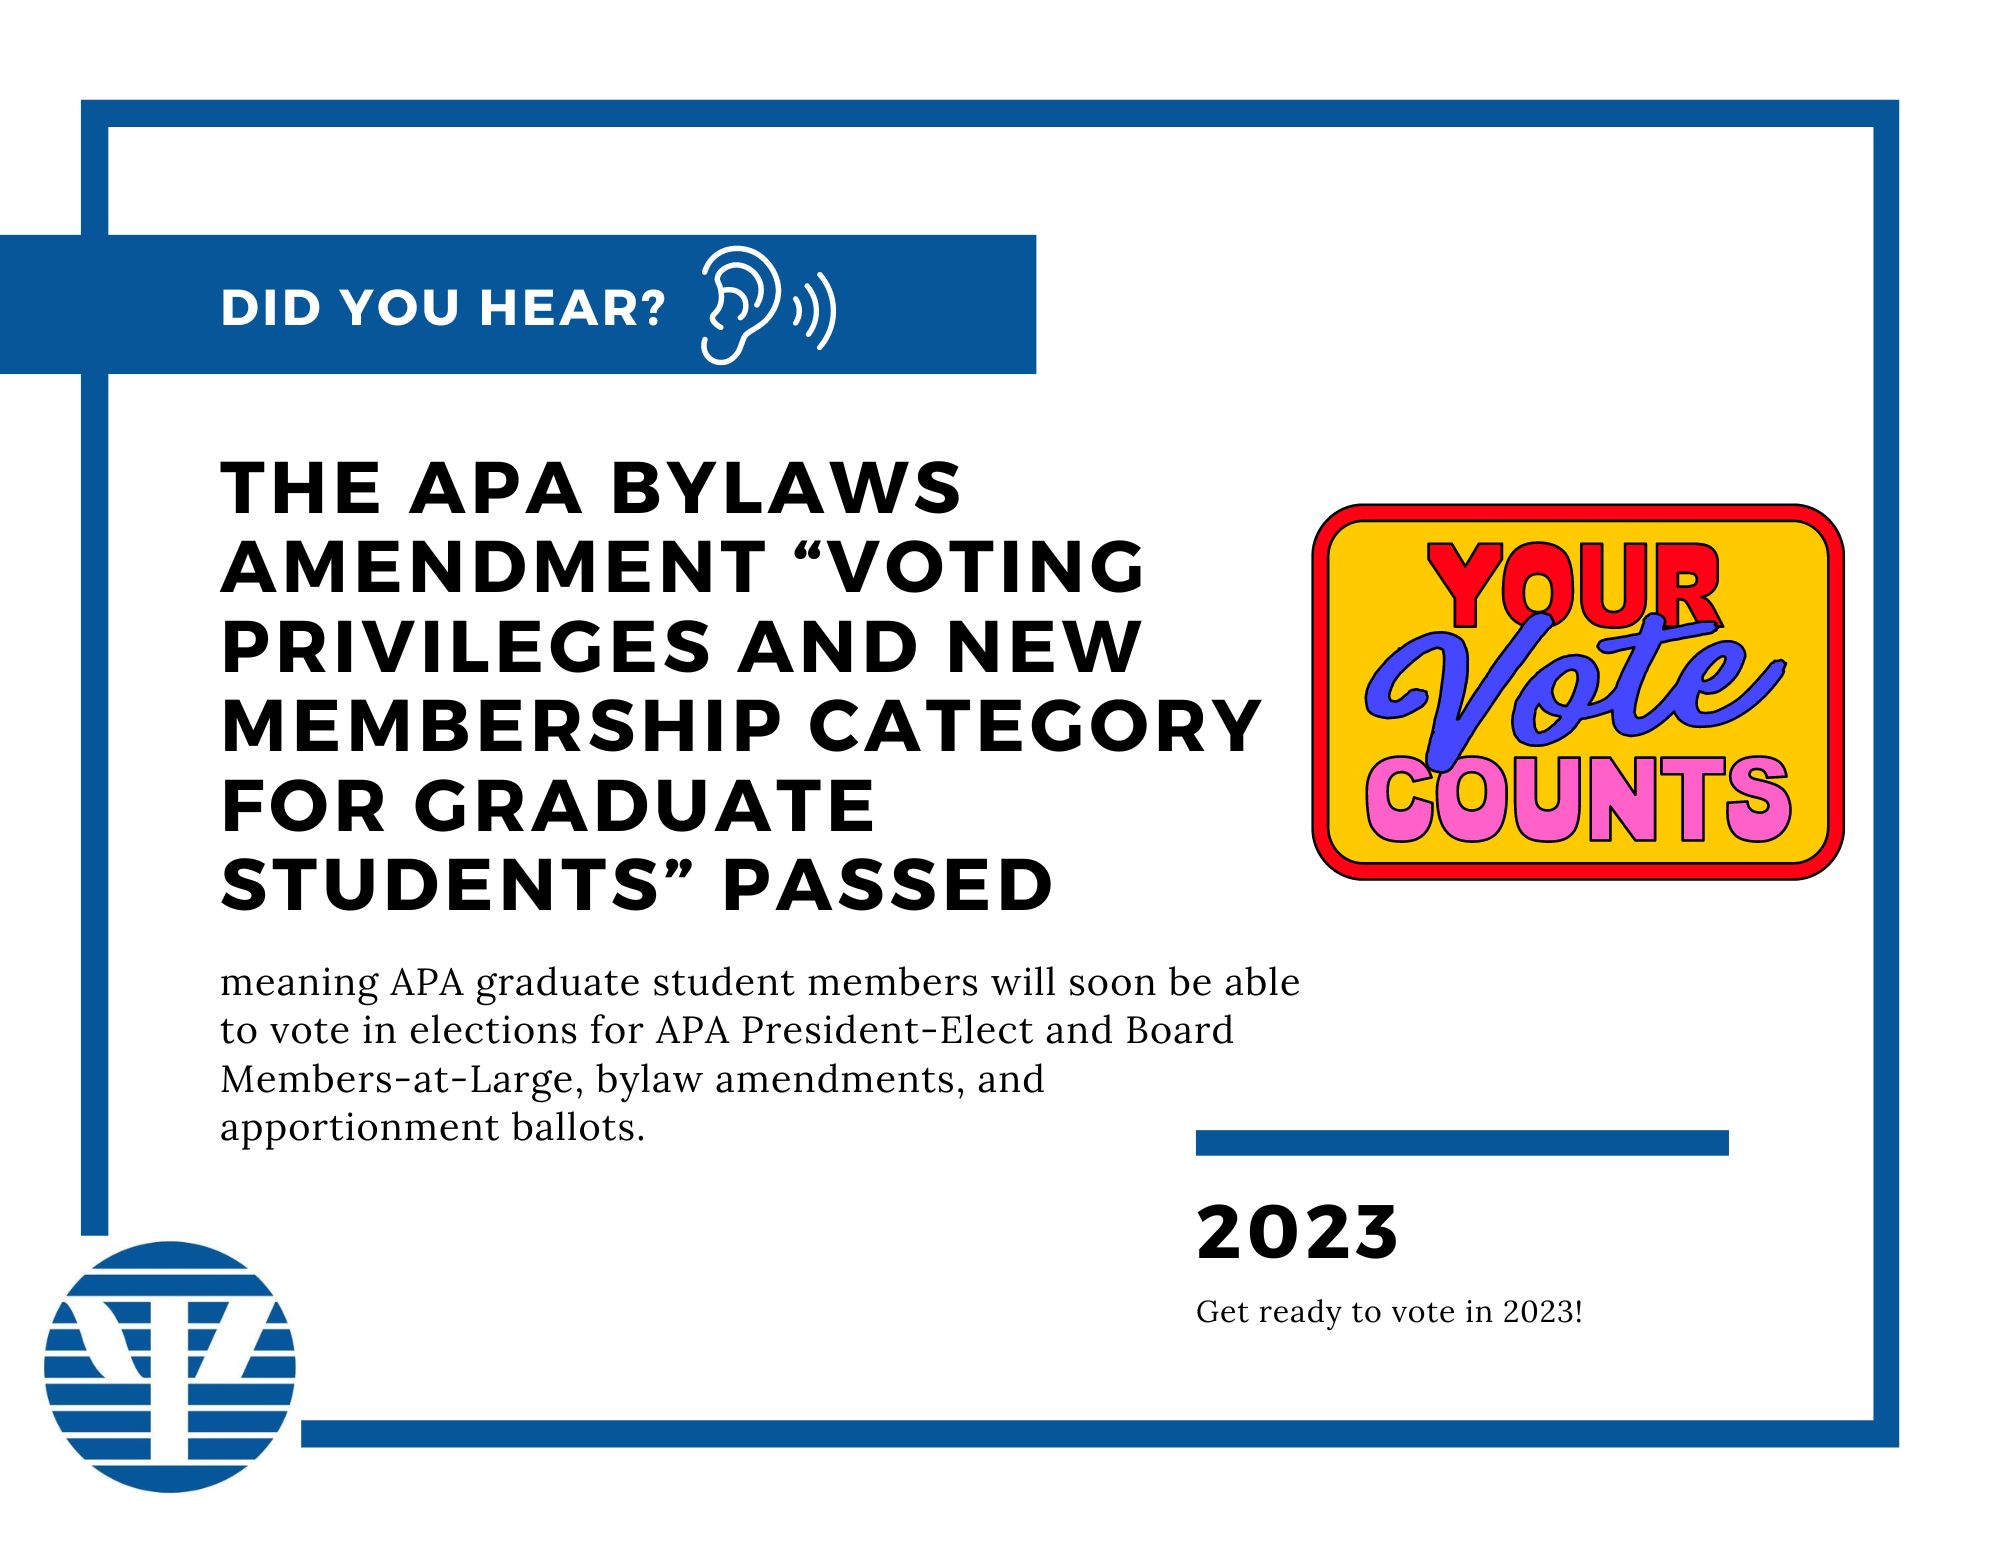 DID YOU HEAR?
THE APA BYLAWS
AMENDMENT “VOTING
PRIVILEGES AND NEW
MEMBERSHIP CATEGORY
FOR GRADUATE
STUDENTS” PASSED
YOUR
Vote
COUNTS
meaning APA graduate student members will soon be able
to vote in elections for APA President-Elect and Board
Members-at-Large, bylaw amendments, and
apportionment ballots.
2023
Get ready to vote in 2023!